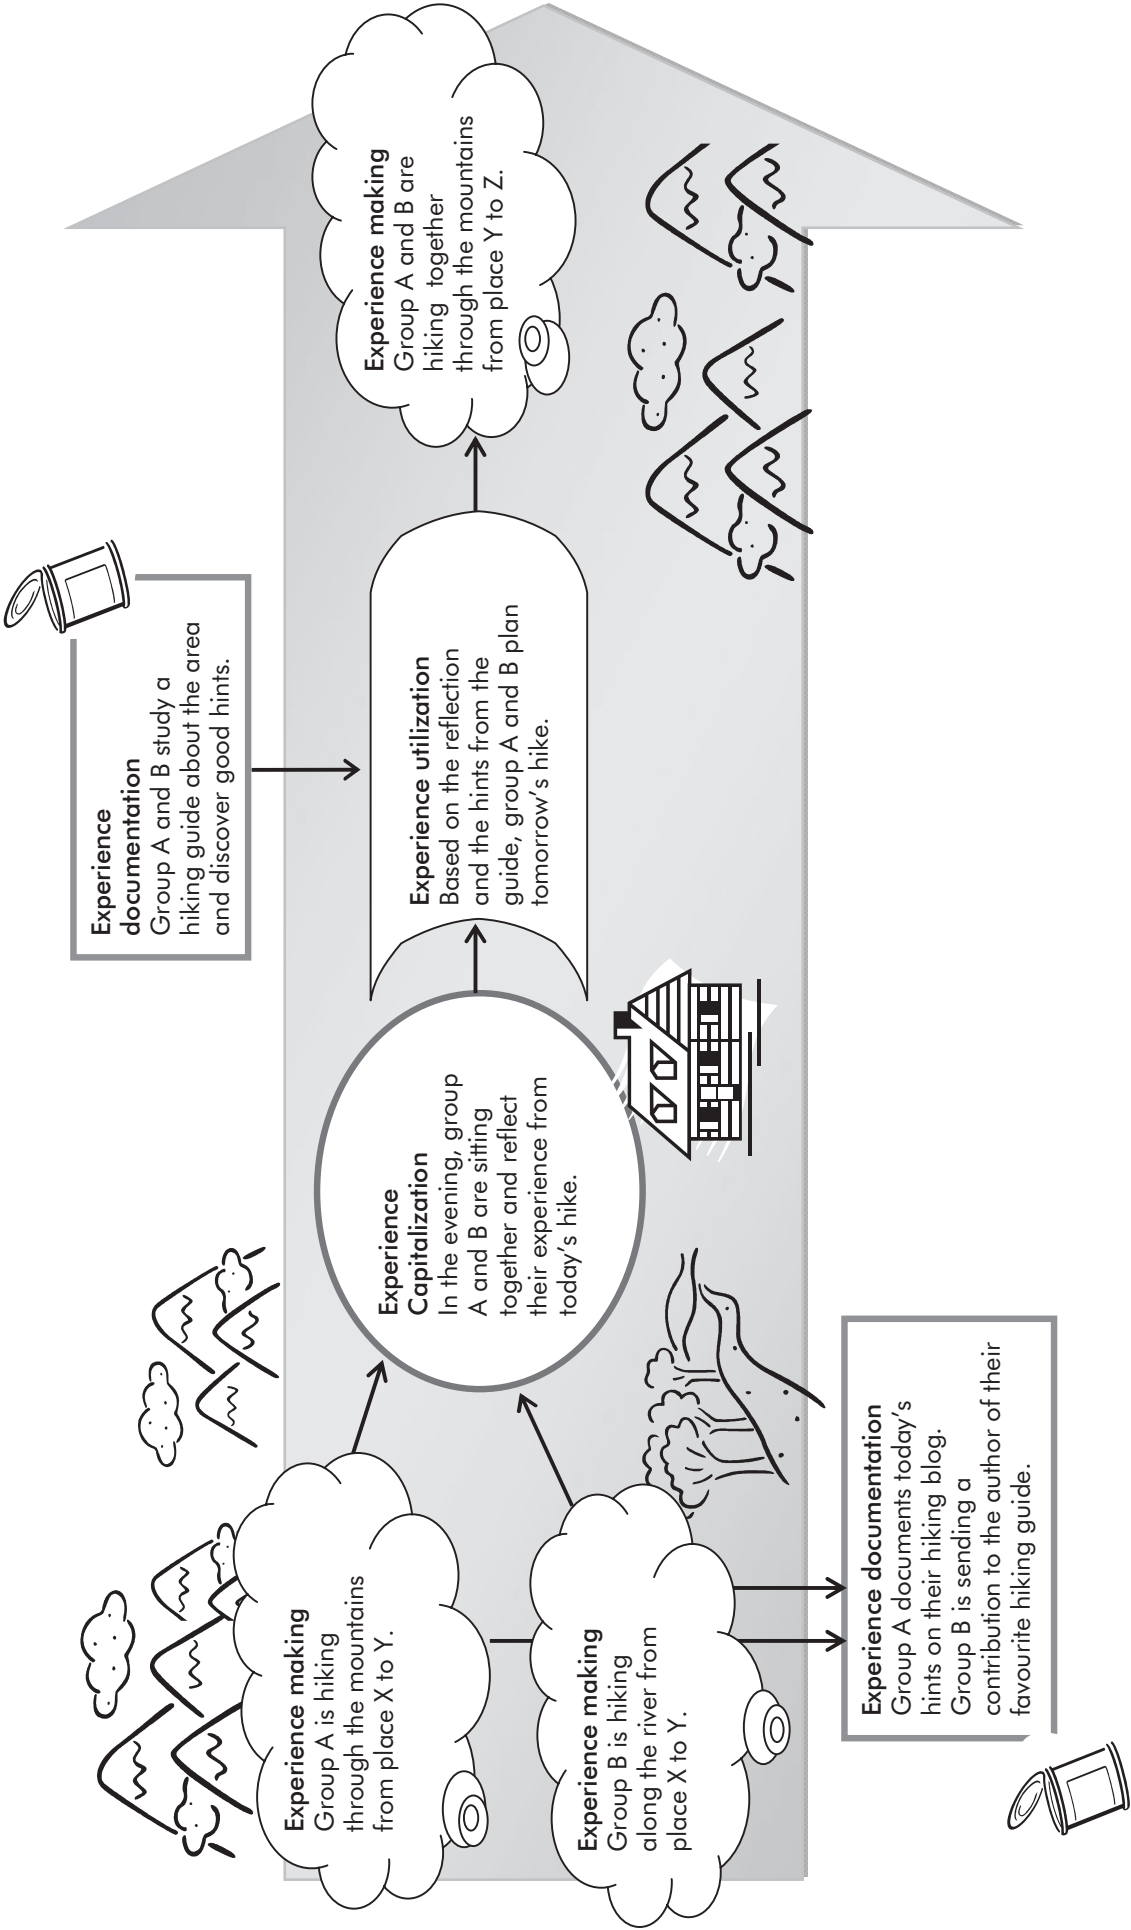 Experience making
Group A is hiking
through the mountains
from place X to Y.
Experience making
Group B is hiking
along the river from
place X to Y.
Experience documentation
Group A documents today's
hints on their hiking blog.
Group B is sending a
contribution to the author of their
favourite hiking guide.
Experience
Capitalization
In the evening, group
A and B are sitting
together and reflect
their experience from
today's hike.
Experience
documentation
Group A and B study a
hiking guide about the area
and discover good hints.
Experience utilization
Based on the reflection
and the hints from the
guide, group A and B plan
tomorrow's hike.
Experience making
Group A and B are
hiking together
through the mountains
from place Y to Z.